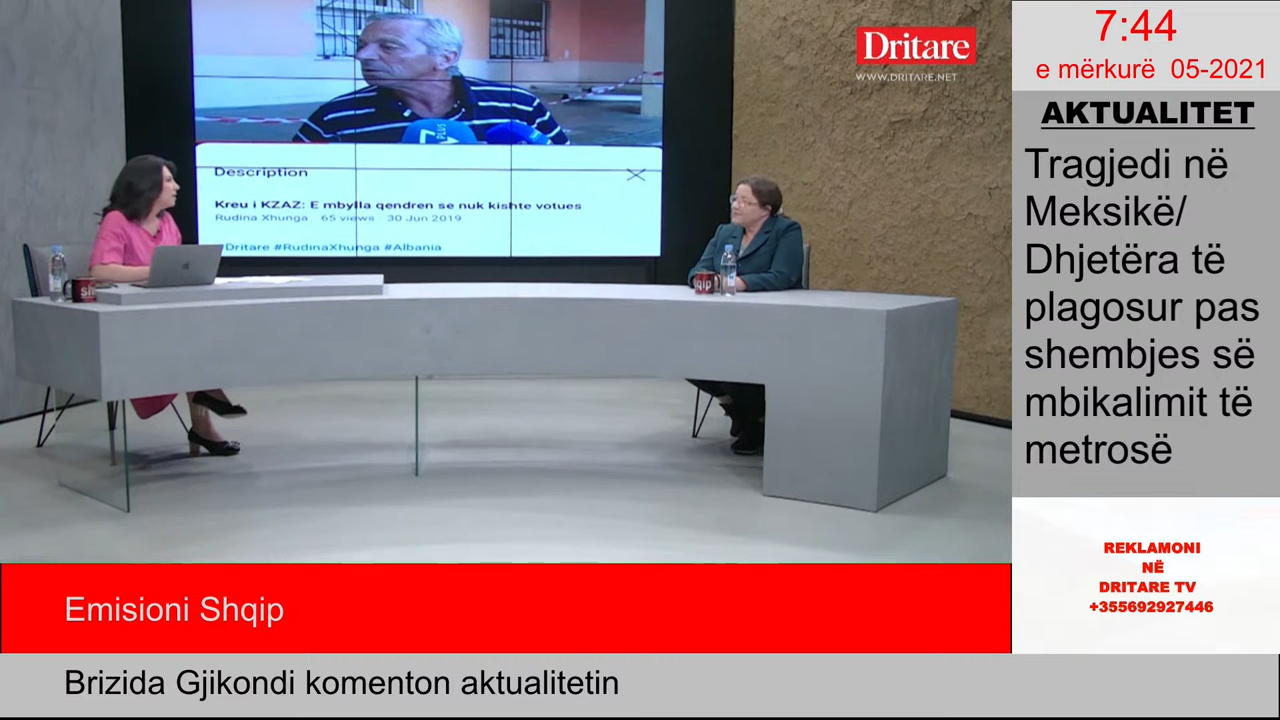 Dritare
WWW.DRITARE.NET
PLUS
Description
Kreu i KZAZ: E mbylla qendren se nuk kishte votues
Rudina Xhunga 65 views 30 Jun 2019
#Dritare #RudinaXhunga #Albania
qip
7:44
e mërkurë 05-2021
AKTUALITET
Tragjedi në
Meksikë/
Dhjetëra të
plagosur pas
shembjes së
mbikalimit të
metrosë
REKLAMONI
NË
DRITARE TV
+355692927446
Emisioni Shqip
Brizida Gjikondi komenton aktualitetin